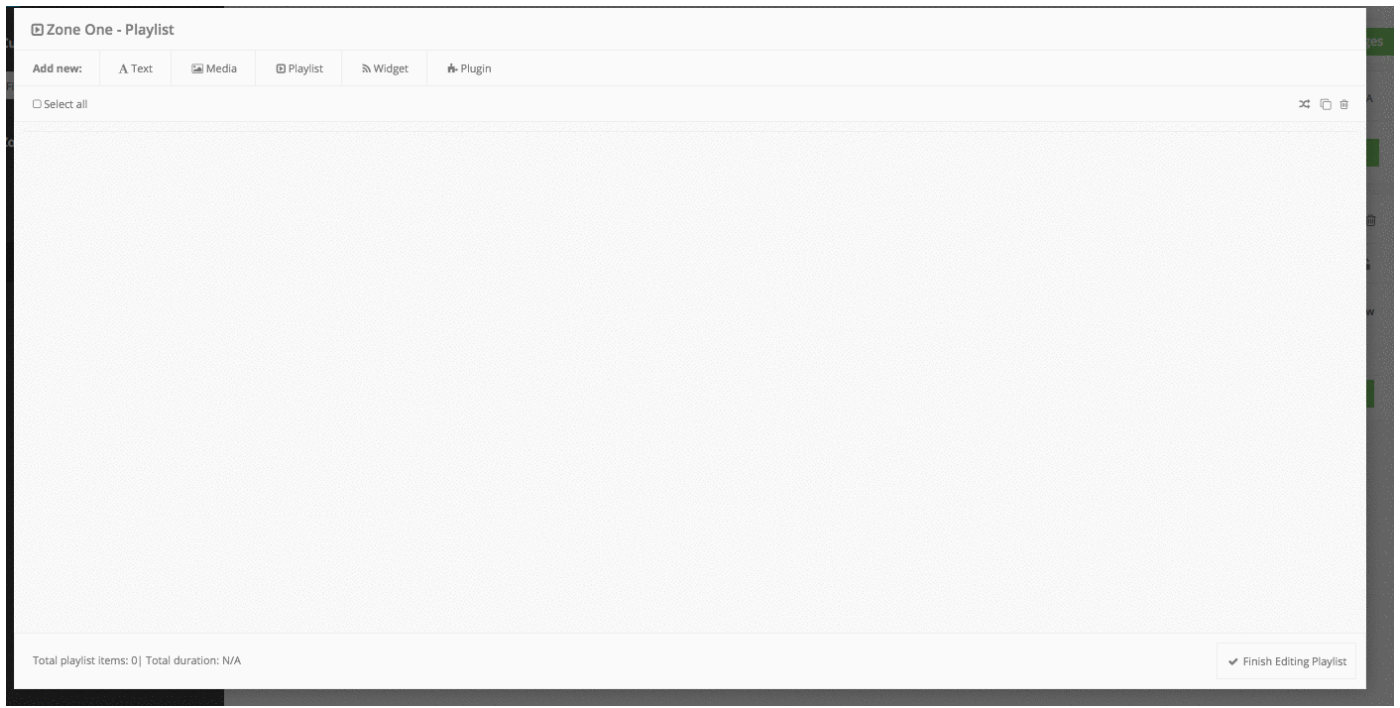 Zone One - Playlist
Add new: Text Media Playlist Widget Plugin
Select all
Total playlist items: 0| Total duration: N/A
Finish Editing Playlist